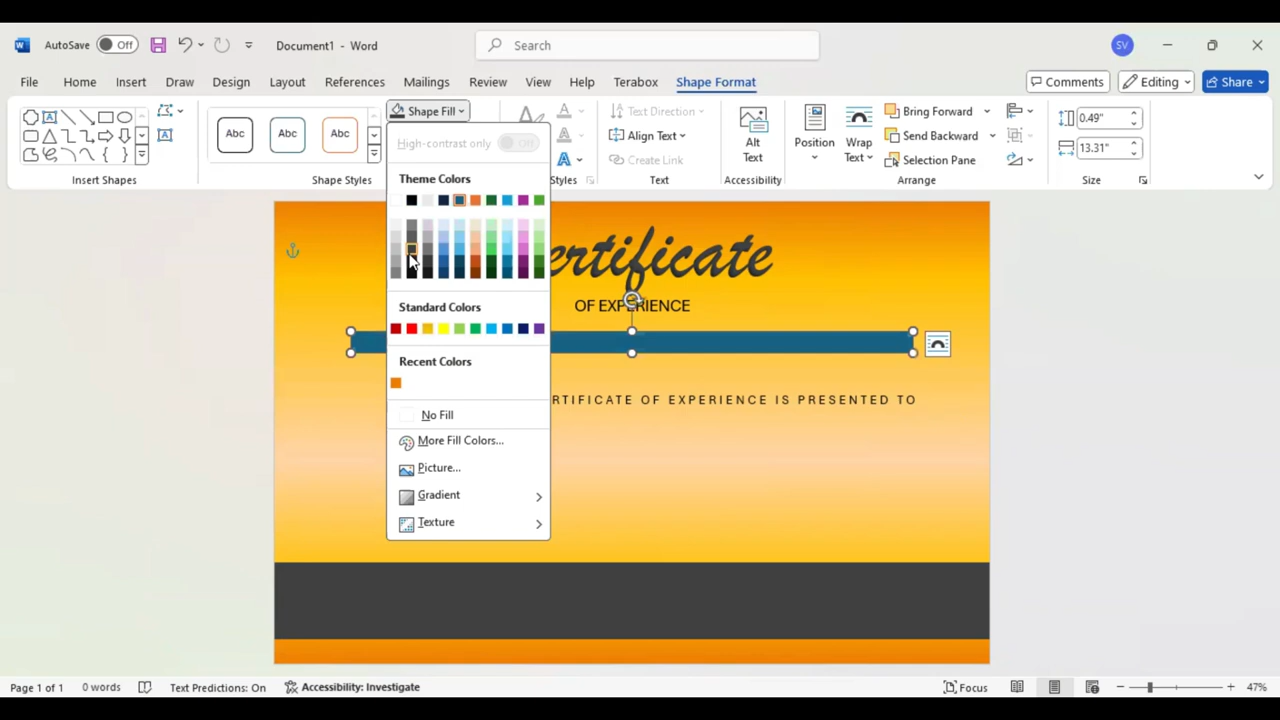 AutoSave Off Document1 - Word Search SV
File Home Insert Draw Design Layout References Mailings Review View Help Terabox Shape Format Comments Editing Share
Abc Abc Abc Shape Fill Text Direction Align Text Create Link Alt Text Position Wrap Text Bring Forward Send Backward Selection Pane 0.49" 13.31"
Insert Shapes Shape Styles Styles Text Accessibility Arrange Size
High-contrast only Off
Theme Colors
Standard Colors
Recent Colors
No Fill
More Fill Colors...
Picture...
Gradient
Texture
ertificate
OF EXPERIENCE
RTIFICATE OF EXPERIENCE IS PRESENTED TO
Page 1 of 1 0 words Text Predictions: On Accessibility: Investigate Focus 47%